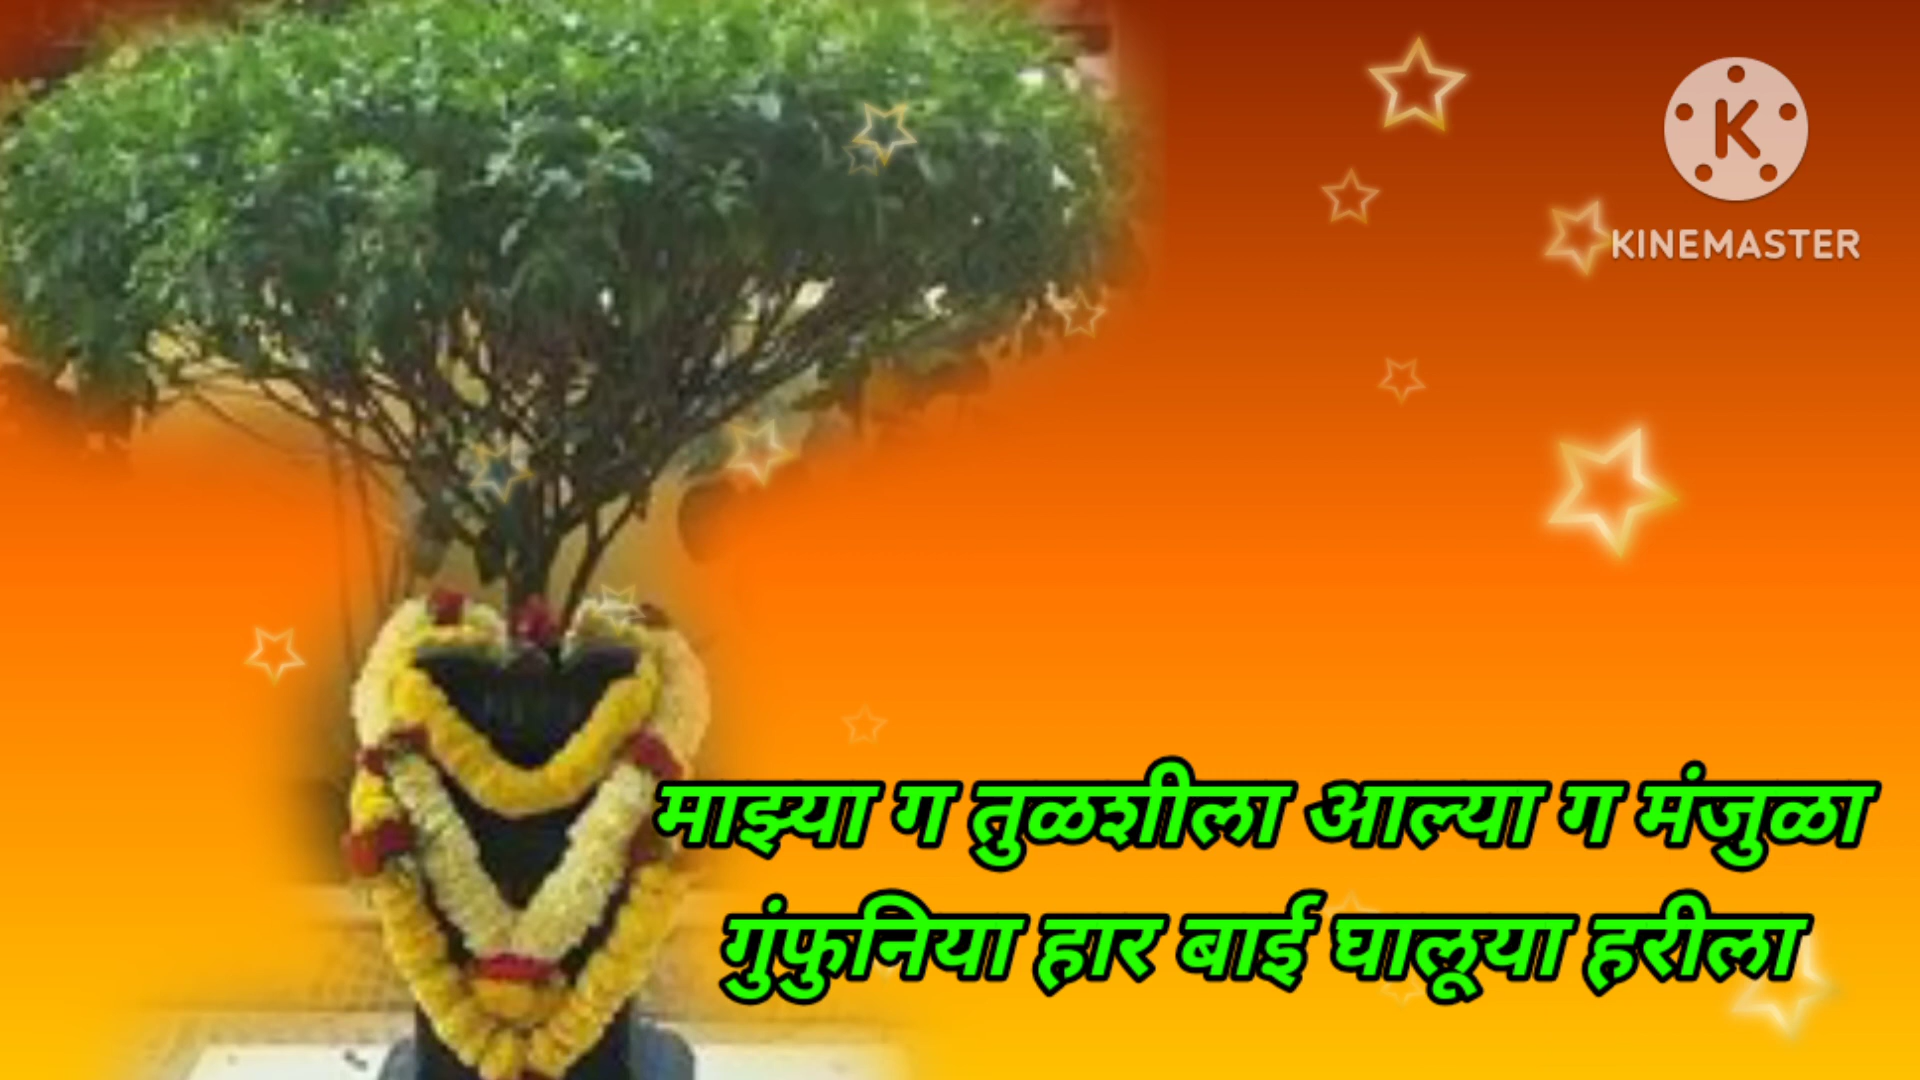 K
KINEMASTER
माझ्या ग तुळशीला आल्या ग मंजुळा
गुंफुनिया हार बाई घालूया हरीला